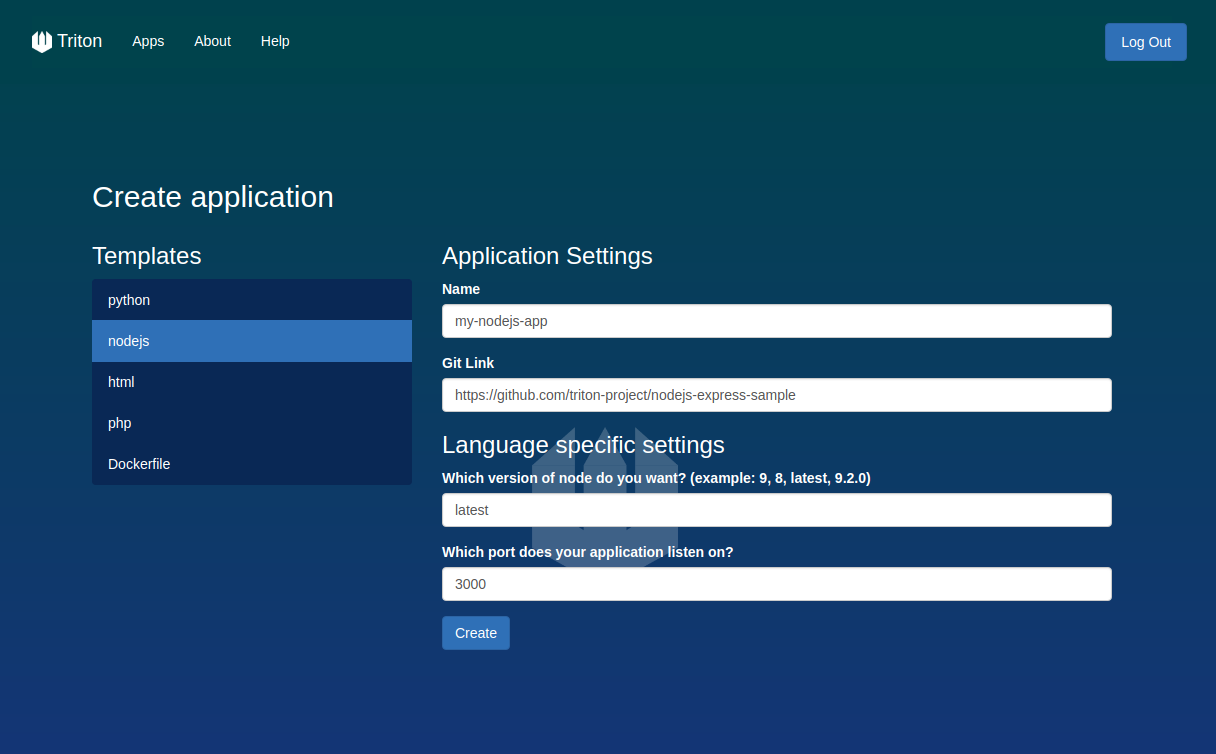 Triton Apps About Help Log Out
Create application
Templates
python
nodejs
html
php
Dockerfile
Application Settings
Name
my-nodejs-app
Git Link
https://github.com/triton-project/nodejs-express-sample
Language specific settings
Which version of node do you want? (example: 9, 8, latest, 9.2.0)
latest
Which port does your application listen on?
3000
Create